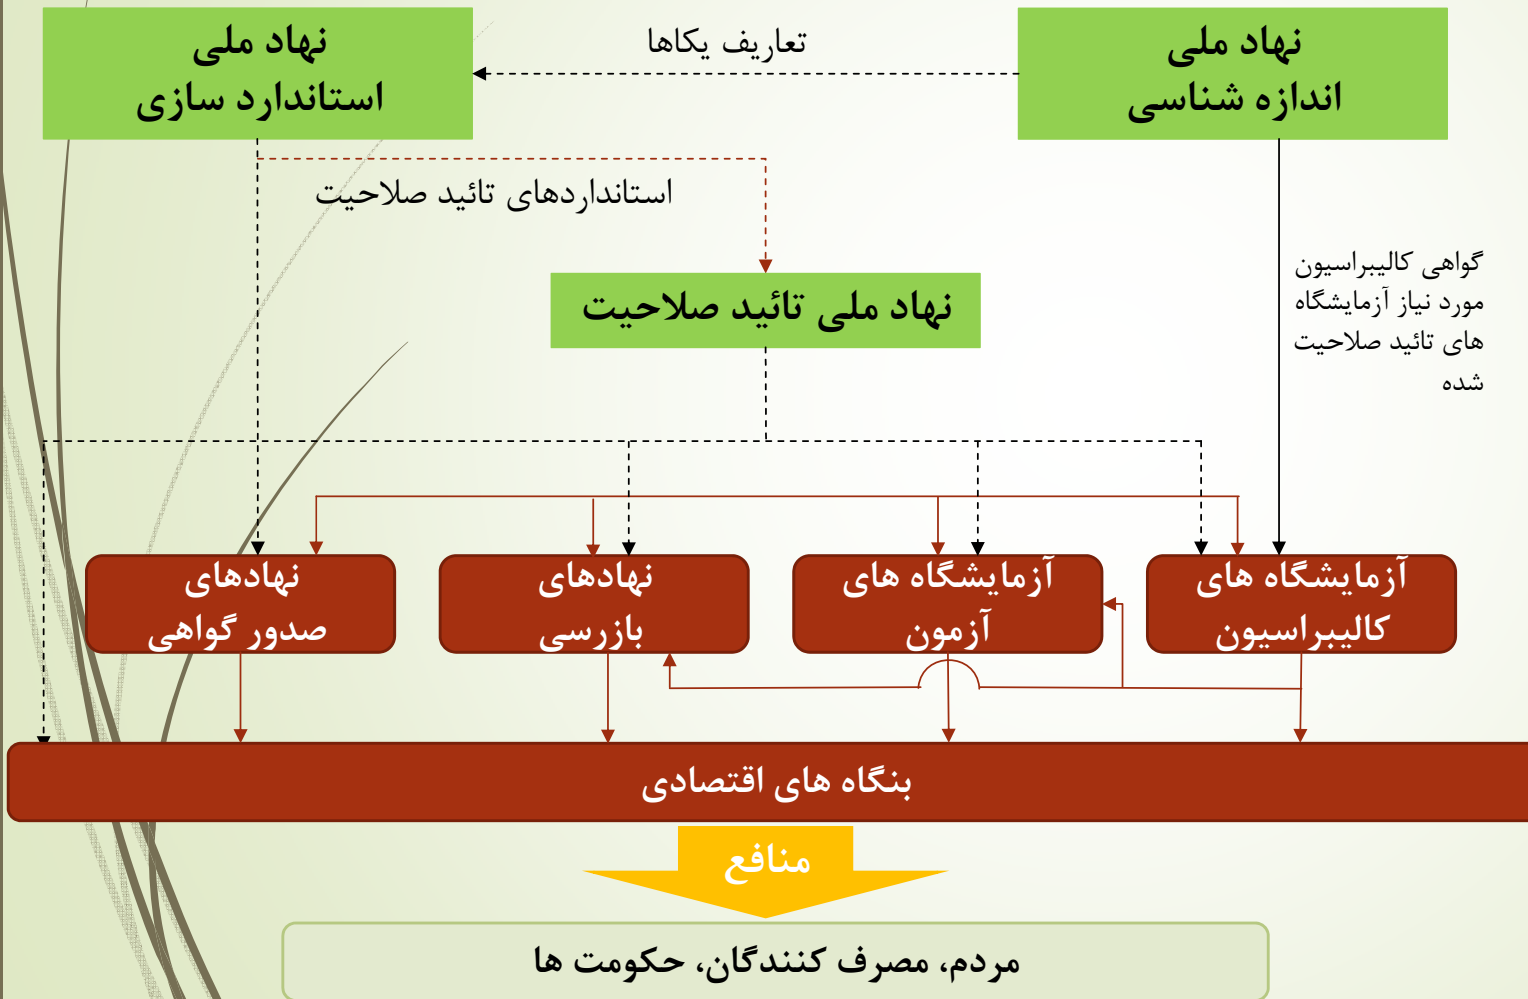 نهاد ملی
اندازه شناسی
تعاریف یکاها
نهاد ملی
استاندارد سازی
استانداردهای تائید صلاحیت
گواهی کالیبراسیون
مورد نیاز آزمایشگاه
های تائید صلاحیت
شده
نهاد ملی تائید صلاحیت
آزمایشگاه های
کالیبراسیون
آزمایشگاه های
آزمون
نهادهای
بازرسی
نهادهای
صدور گواهی
بنگاه های اقتصادی
منافع
مردم، مصرف کنندگان، حکومت ها